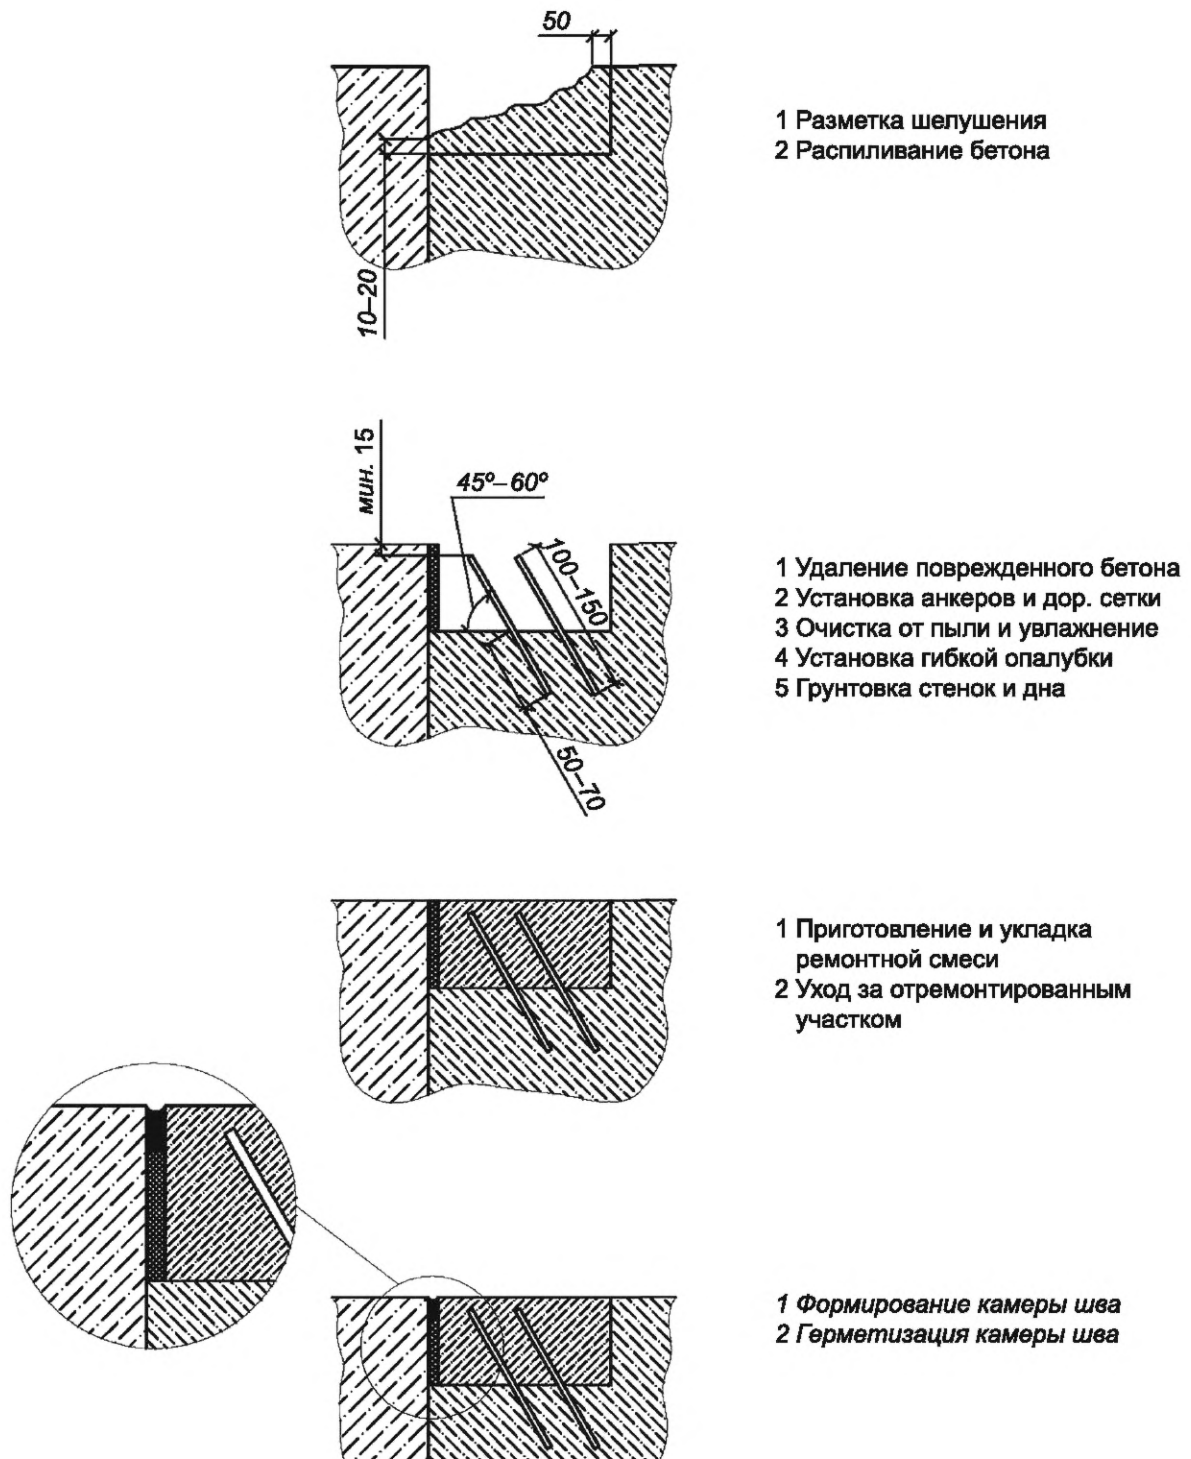 50
1 Разметка шелушения
2 Распиливание бетона
10–20
мин. 15
45º–60º
100–150
1 Удаление поврежденного бетона
2 Установка анкеров и дор. сетки
3 Очистка от пыли и увлажнение
4 Установка гибкой опалубки
5 Грунтовка стенок и дна
50–70
1 Приготовление и укладка
ремонтной смеси
2 Уход за отремонтированным
участком
1 Формирование камеры шва
2 Герметизация камеры шва